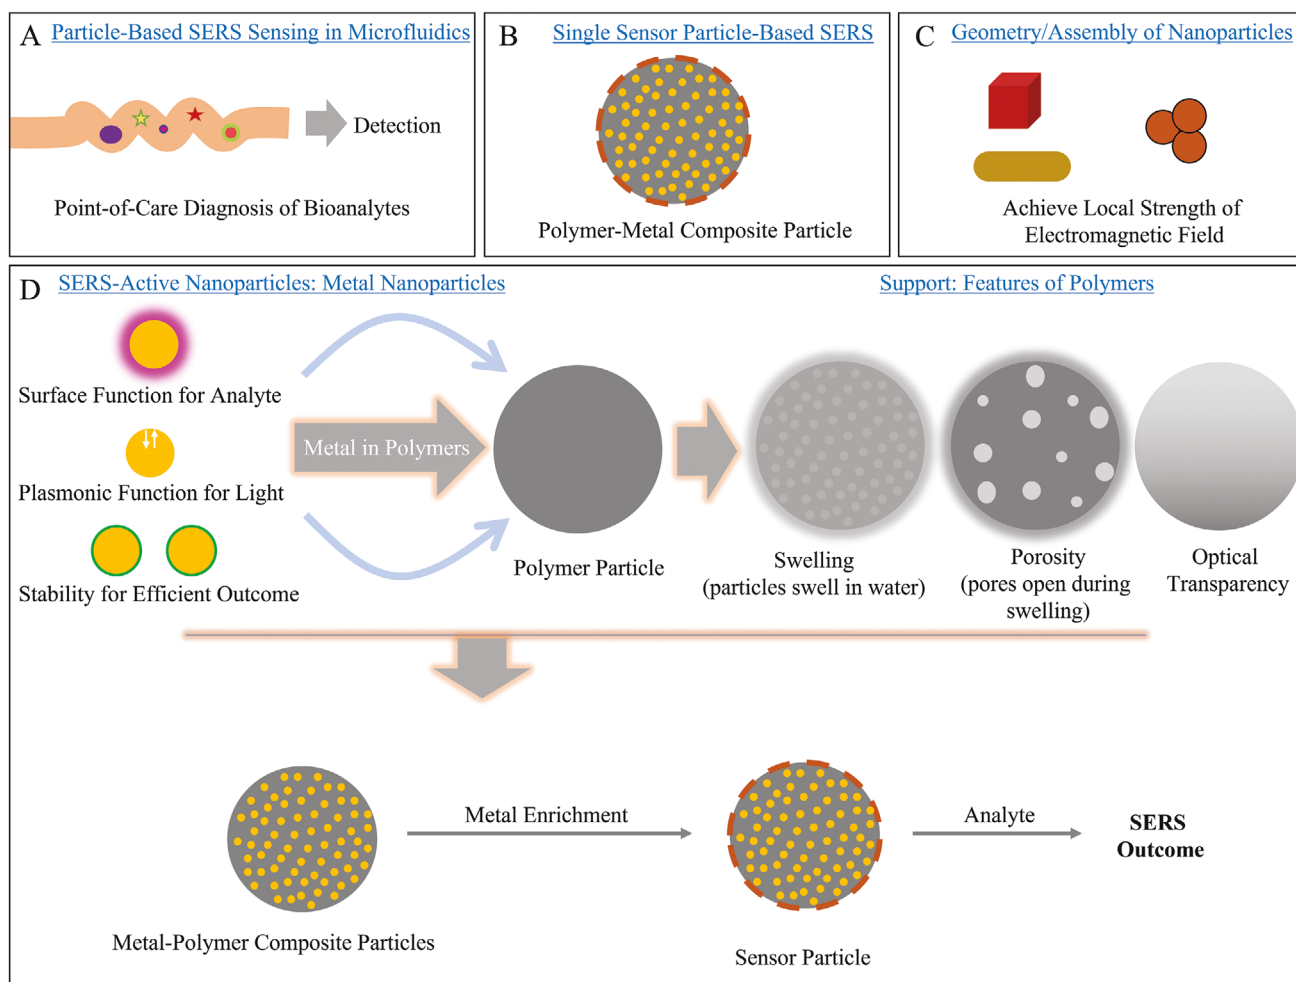 A
Particle-Based SERS Sensing in Microfluidics
Detection
Point-of-Care Diagnosis of Bioanalytes
B
Single Sensor Particle-Based SERS
Polymer-Metal Composite Particle
C
Geometry/Assembly of Nanoparticles
Achieve Local Strength of
Electromagnetic Field
D
SERS-Active Nanoparticles: Metal Nanoparticles
Support: Features of Polymers
Surface Function for Analyte
Plasmonic Function for Light
Stability for Efficient Outcome
Metal in Polymers
Polymer Particle
Swelling
(particles swell in water)
Porosity
(pores open during
swelling)
Optical
Transparency
Metal-Polymer Composite Particles
Metal Enrichment
Sensor Particle
Analyte
SERS
Outcome